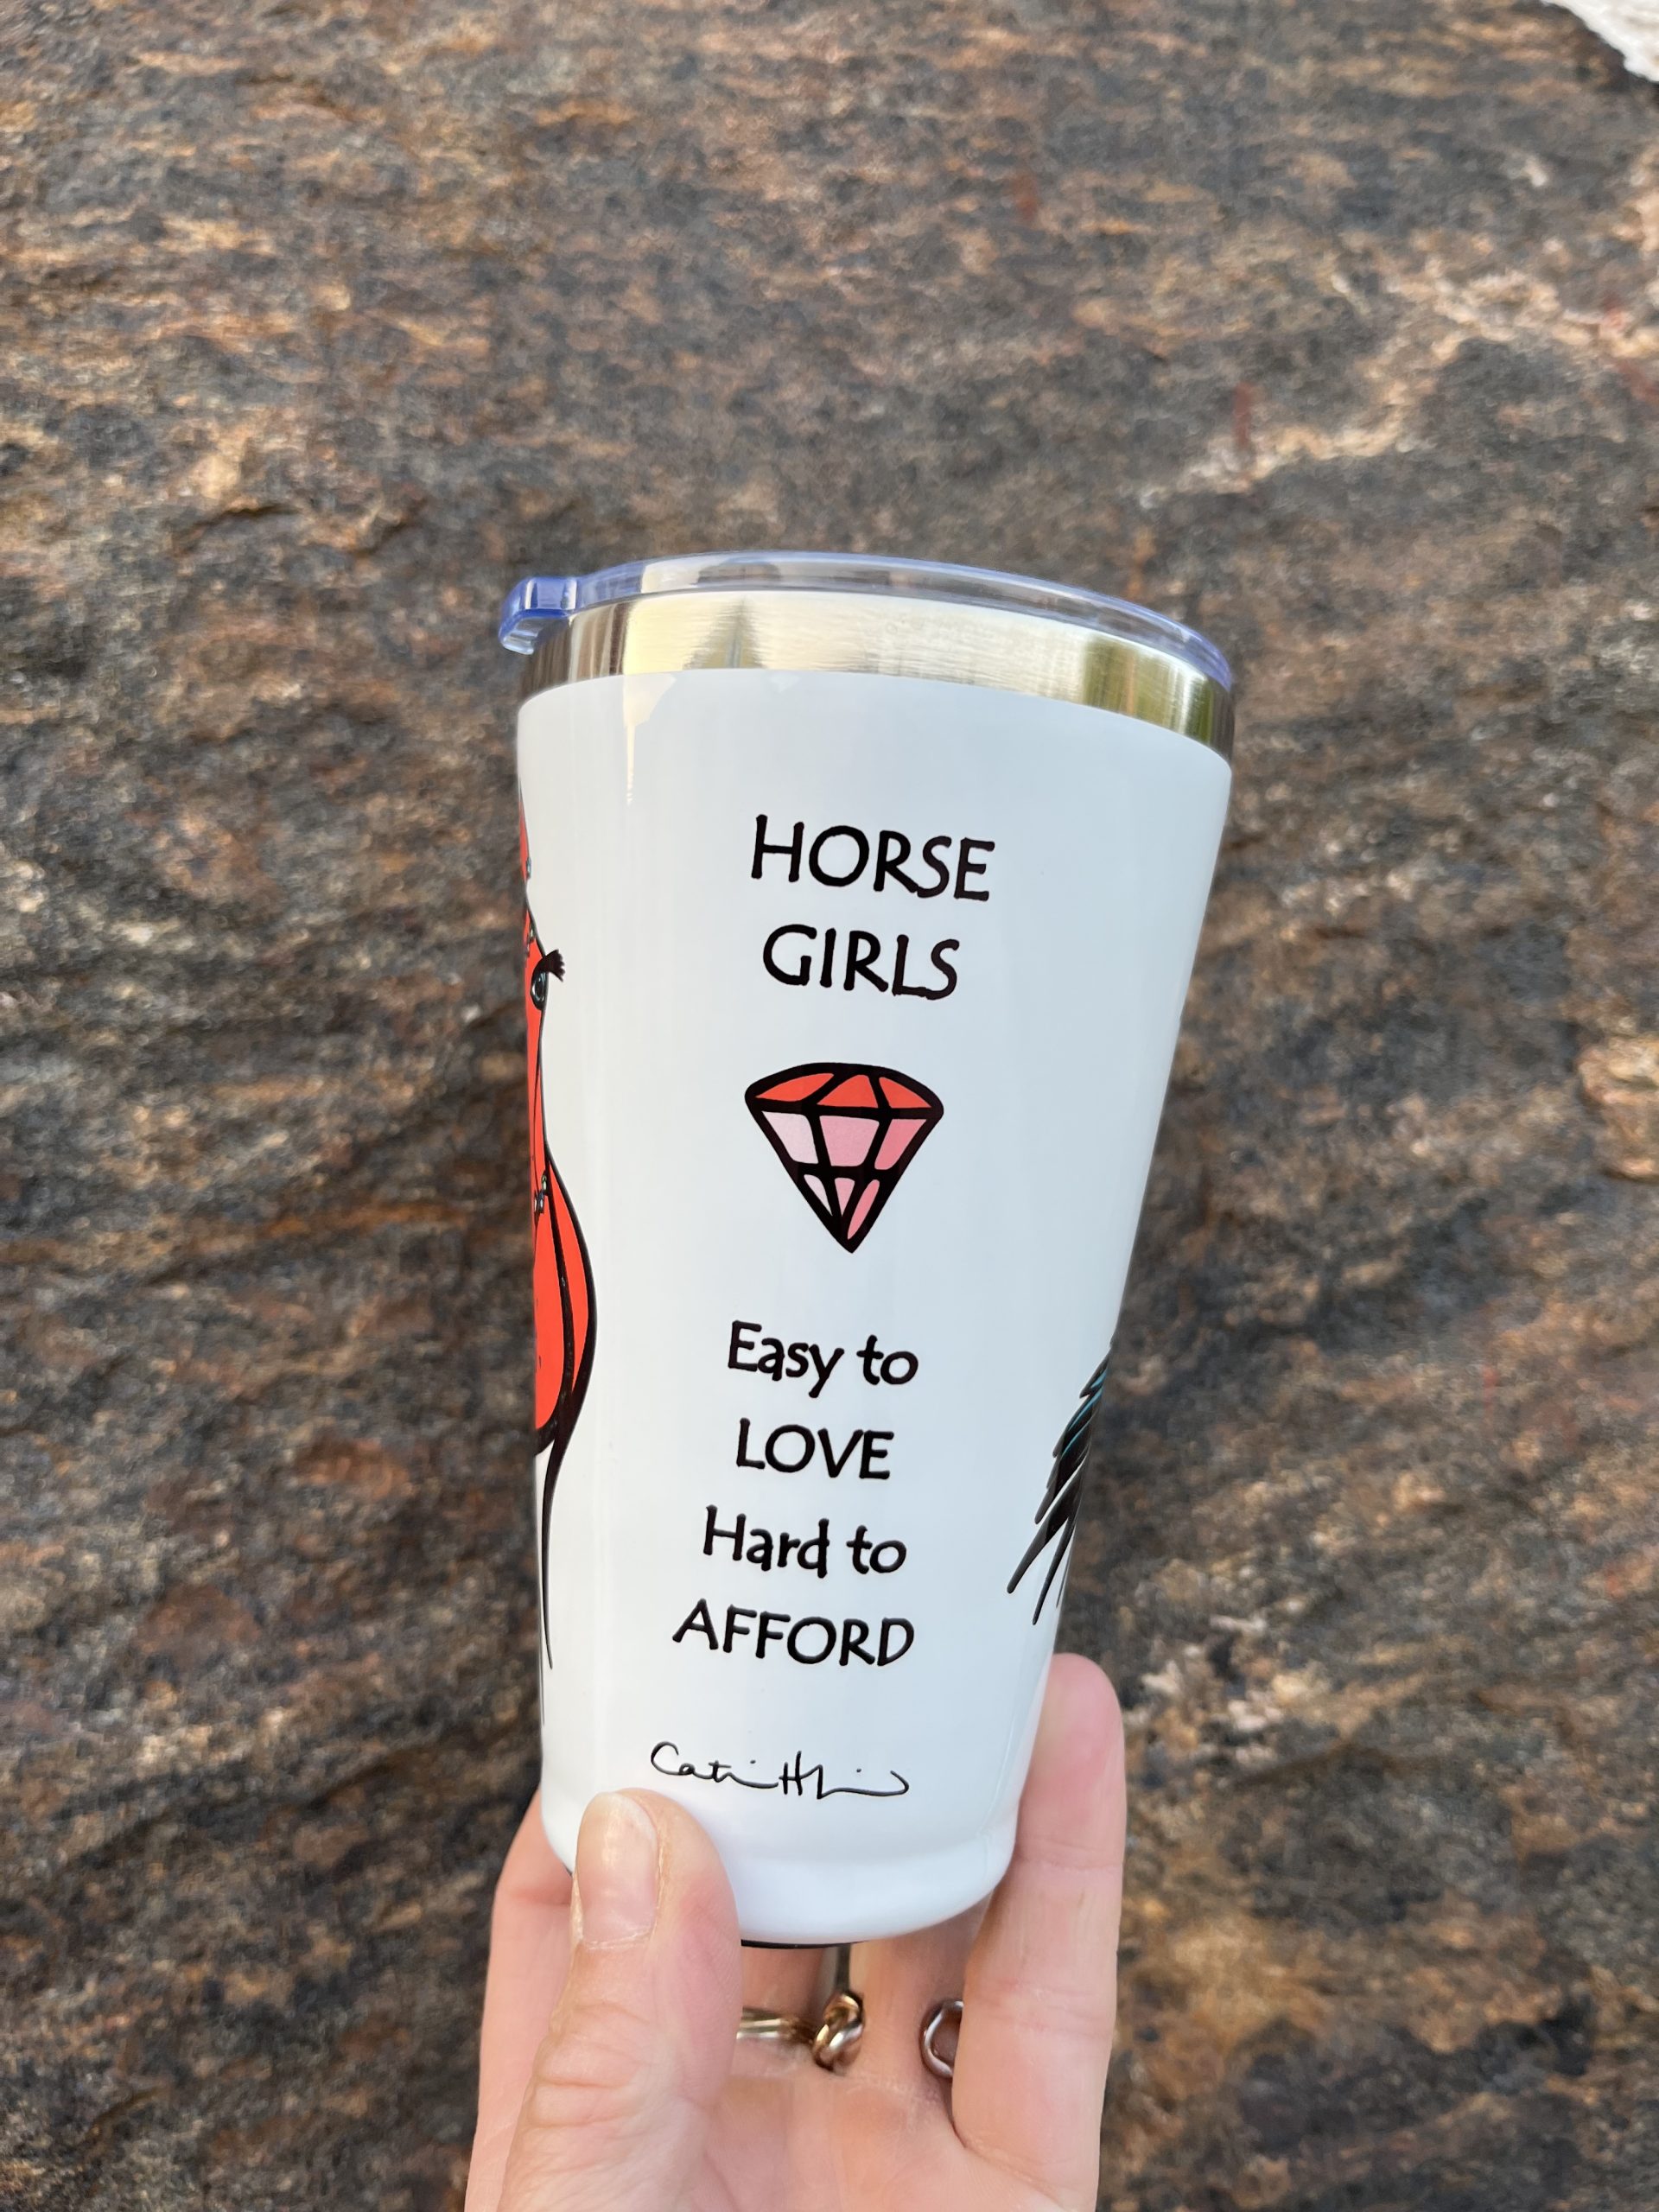 HORSE
GIRLS
Easy to
LOVE
Hard to
AFFORD